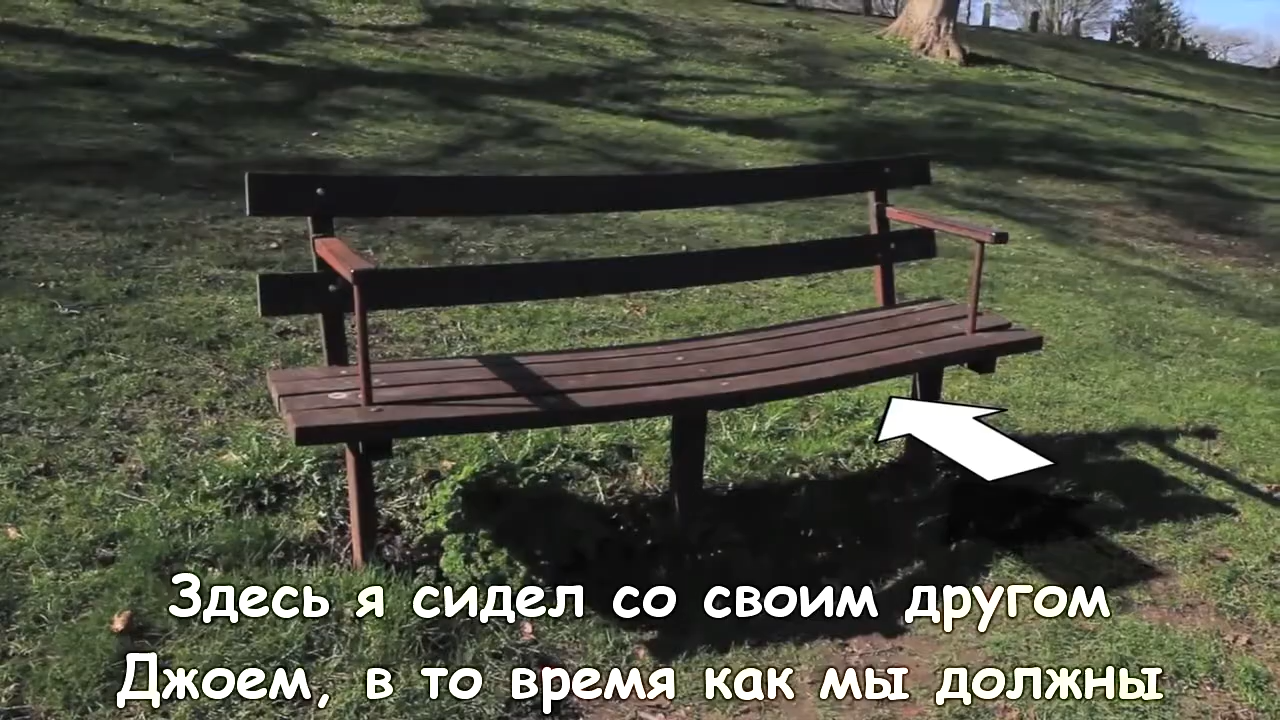 Здесь я сидел со своим другом
Джоем, в то время как мы должны